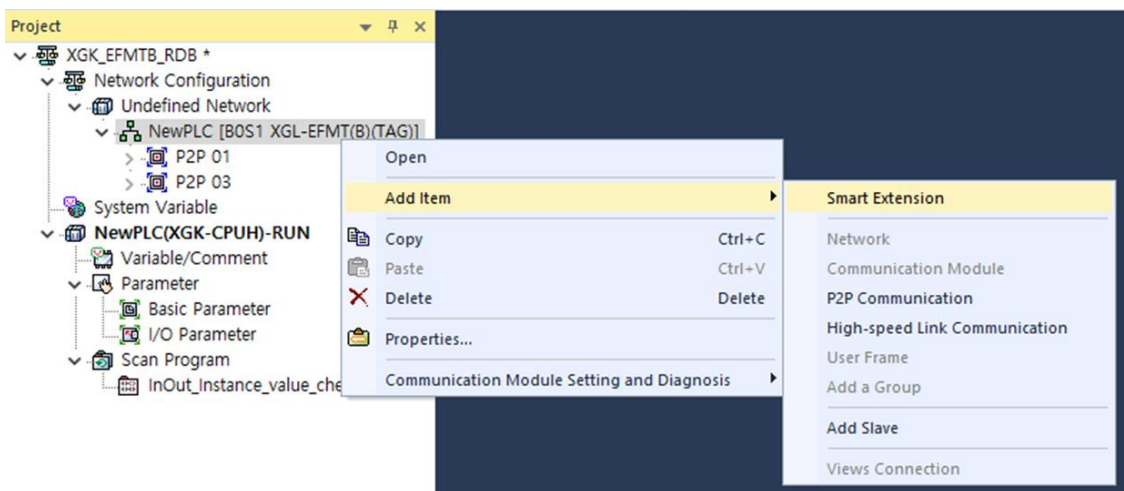 Project
XGK_EFMTB_RDB *
Network Configuration
Undefined Network
NewPLC [B0S1 XGL-EFMT(B)(TAG)]
P2P 01
P2P 03
System Variable
NewPLC(XGK-CPUH)-RUN
Variable/Comment
Parameter
Basic Parameter
I/O Parameter
Scan Program
InOut_Instance_value_che
Open
Add Item
Copy Ctrl+C
Paste Ctrl+V
Delete Delete
Properties...
Communication Module Setting and Diagnosis
Smart Extension
Network
Communication Module
P2P Communication
High-speed Link Communication
User Frame
Add a Group
Add Slave
Views Connection